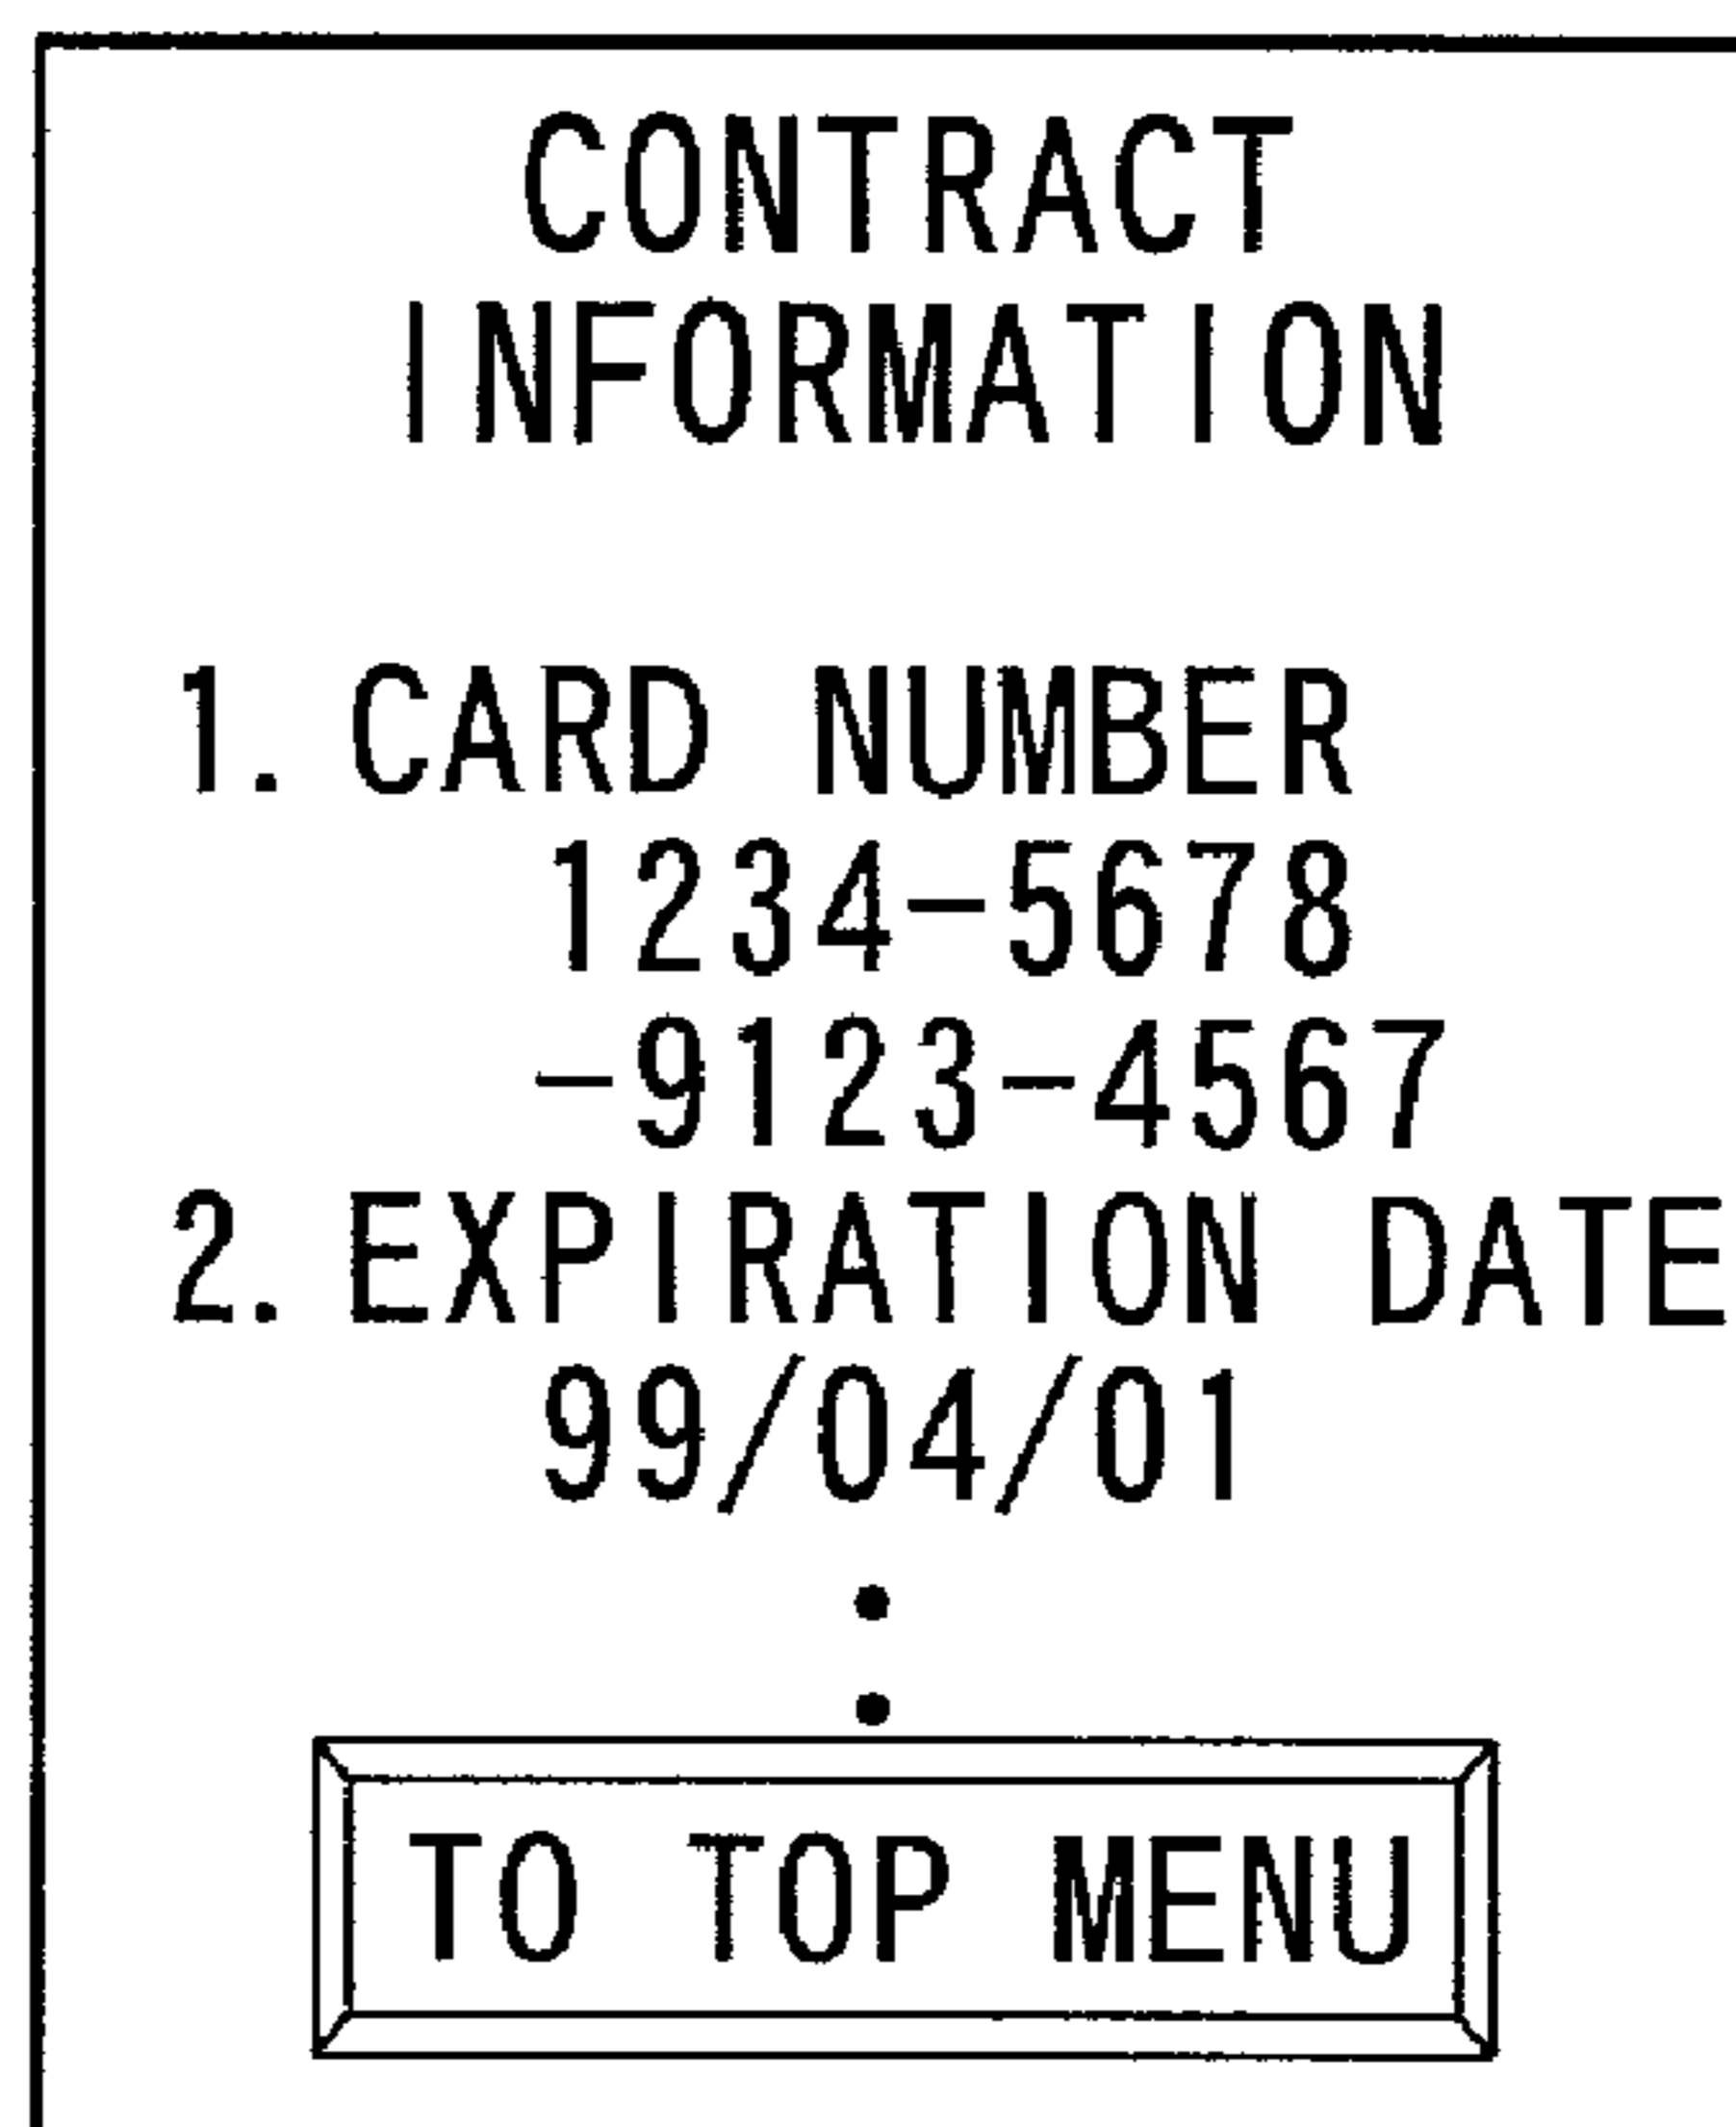 CONTRACT
INFORMATION
1. CARD NUMBER
1234-5678
-9123-4567
2. EXPIRATION DATE
99/04/01
TO TOP MENU